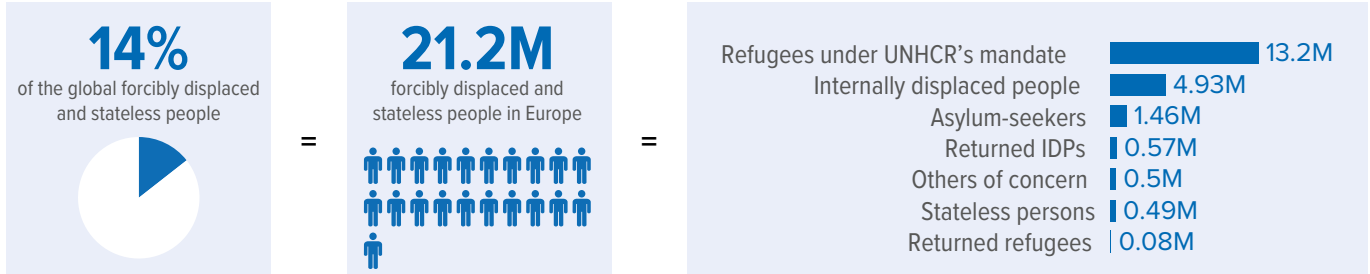 14%
of the global forcibly displaced
and stateless people
=
21.2M
forcibly displaced and
stateless people in Europe
=
Refugees under UNHCR's mandate 13.2M
Internally displaced people 4.93M
Asylum-seekers 1.46M
Returned IDPs 0.57M
Others of concern 0.5M
Stateless persons 0.49M
Returned refugees 0.08M